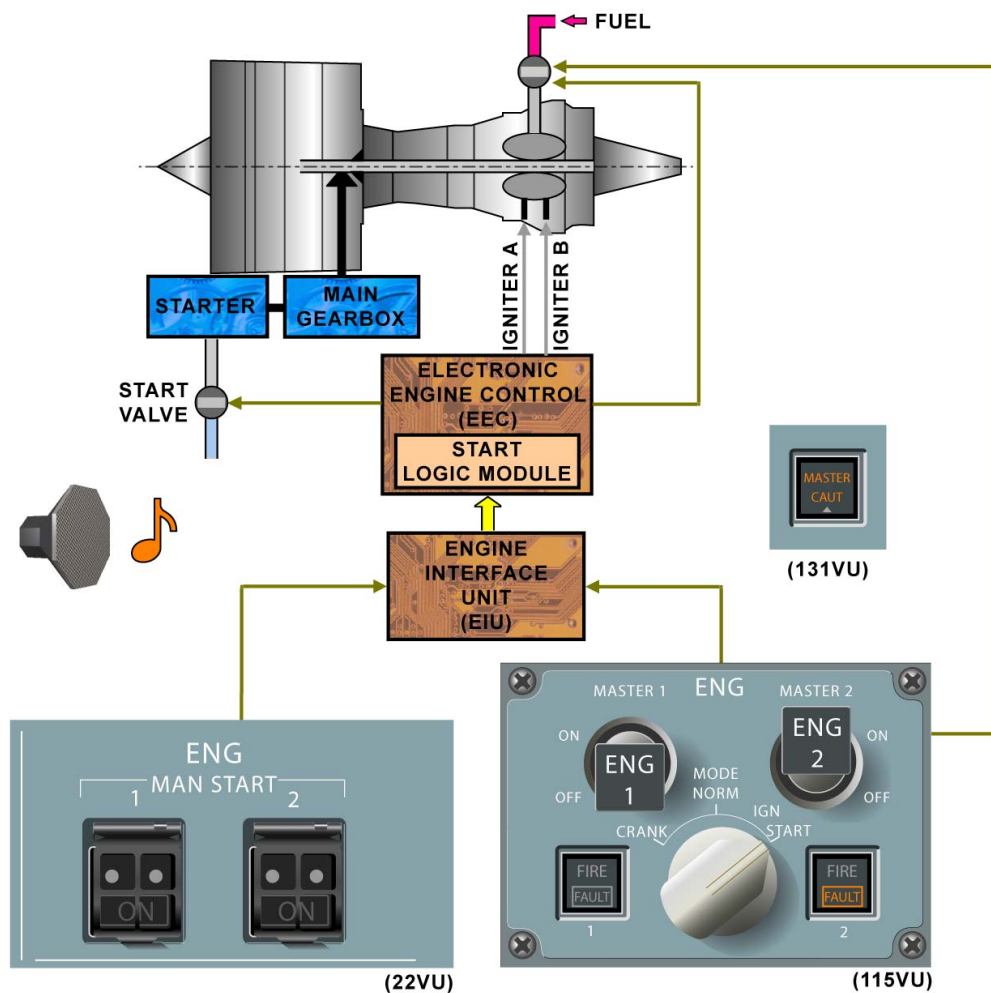 FUEL
IGNITER A
IGNITER B
STARTER
MAIN
GEARBOX
START
VALVE
ELECTRONIC
ENGINE CONTROL
(EEC)
START
LOGIC MODULE
MASTER
CAUT
(131VU)
ENGINE
INTERFACE
UNIT
(EIU)
ENG
MAN START
1 2
ON ON
(22VU)
MASTER 1 ENG MASTER 2
ON ENG 1 OFF
ENG 2 ON OFF
MODE
NORM
CRANK IGN
START
FIRE
FAULT
1
FIRE
FAULT
2
(115VU)